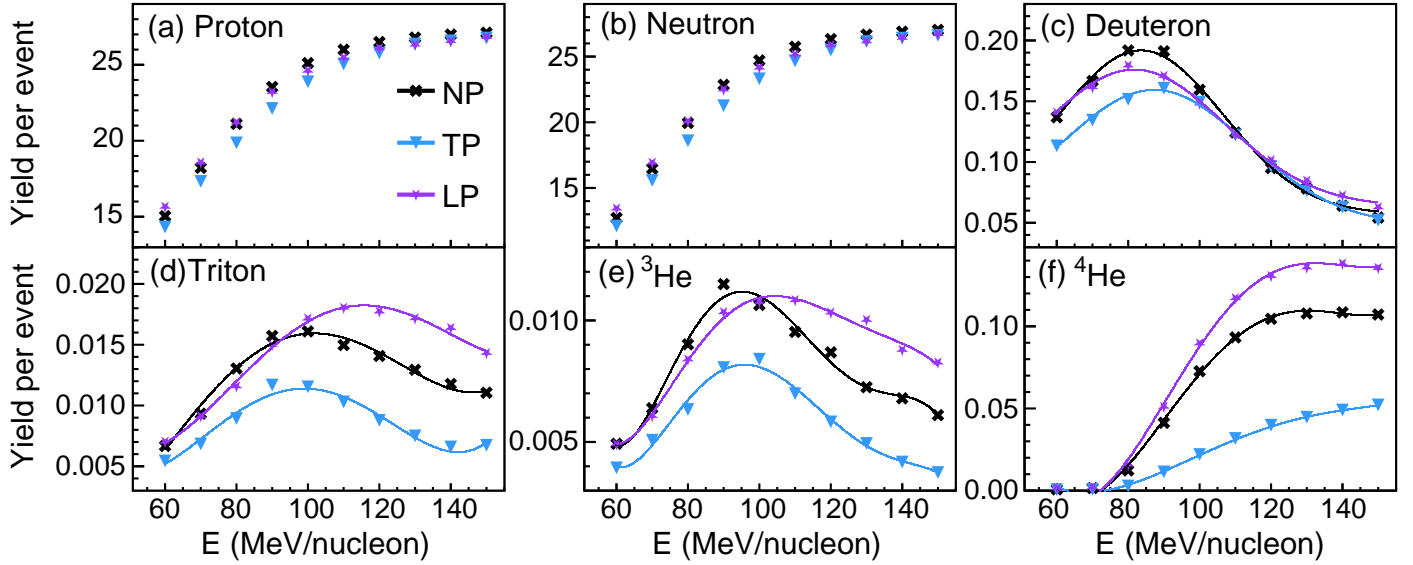 (a) Proton
(b) Neutron
(c) Deuteron
Yield per event
25
20
15
NP
TP
LP
25
20
15
0.20
0.15
0.10
0.05
(d) Triton
(e) ³He
(f) ⁴He
Yield per event
0.020
0.015
0.010
0.005
0.010
0.005
0.10
0.05
0.00
60 80 100 120 140
60 80 100 120 140
60 80 100 120 140
E (MeV/nucleon)
E (MeV/nucleon)
E (MeV/nucleon)